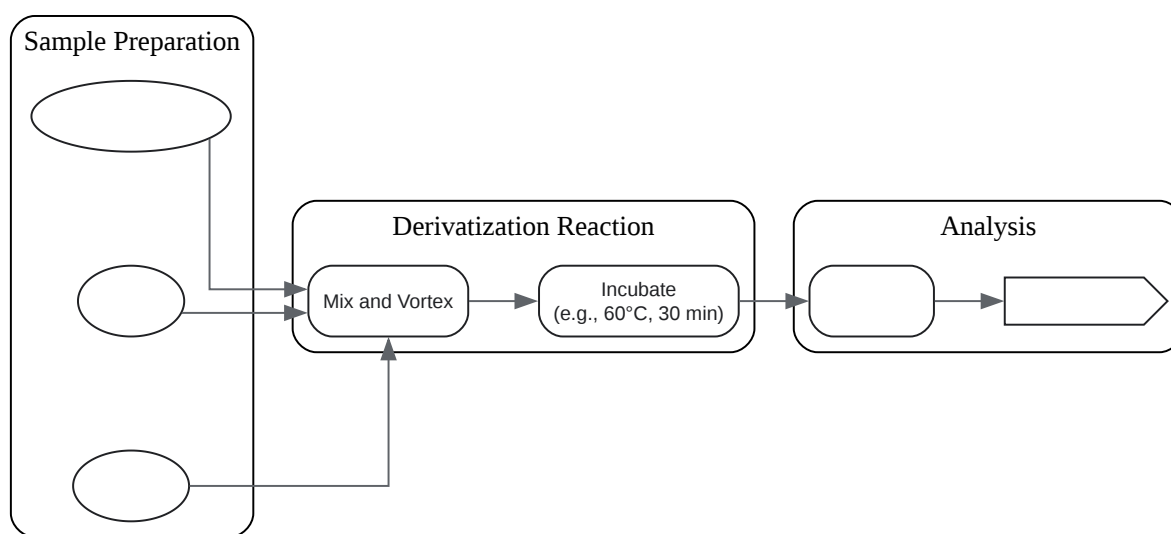 Sample Preparation
Derivatization Reaction
Analysis
Mix and Vortex
Incubate
(e.g., 60°C, 30 min)